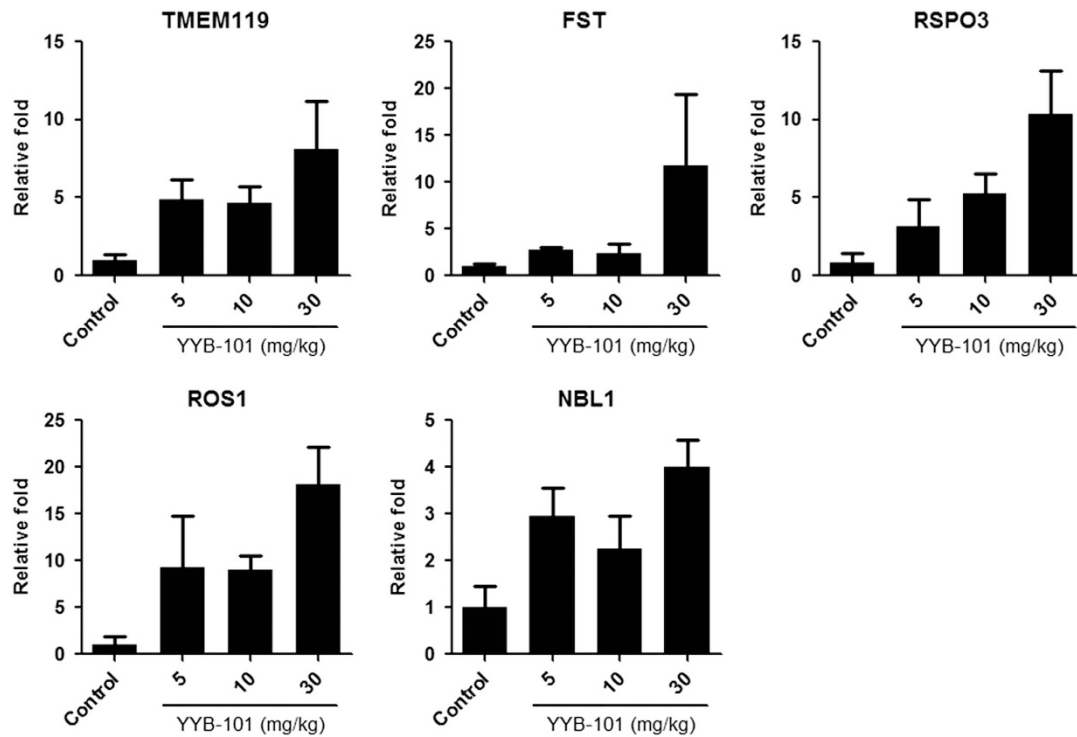 TMEM119
Relative fold
15
10
5
0
Control
5
10
30
YYB-101 (mg/kg)
FST
Relative fold
25
20
15
10
5
0
Control
5
10
30
YYB-101 (mg/kg)
RSPO3
Relative fold
15
10
5
0
Control
5
10
30
YYB-101 (mg/kg)
ROS1
Relative fold
25
20
15
10
5
0
Control
5
10
30
YYB-101 (mg/kg)
NBL1
Relative fold
5
4
3
2
1
0
Control
5
10
30
YYB-101 (mg/kg)